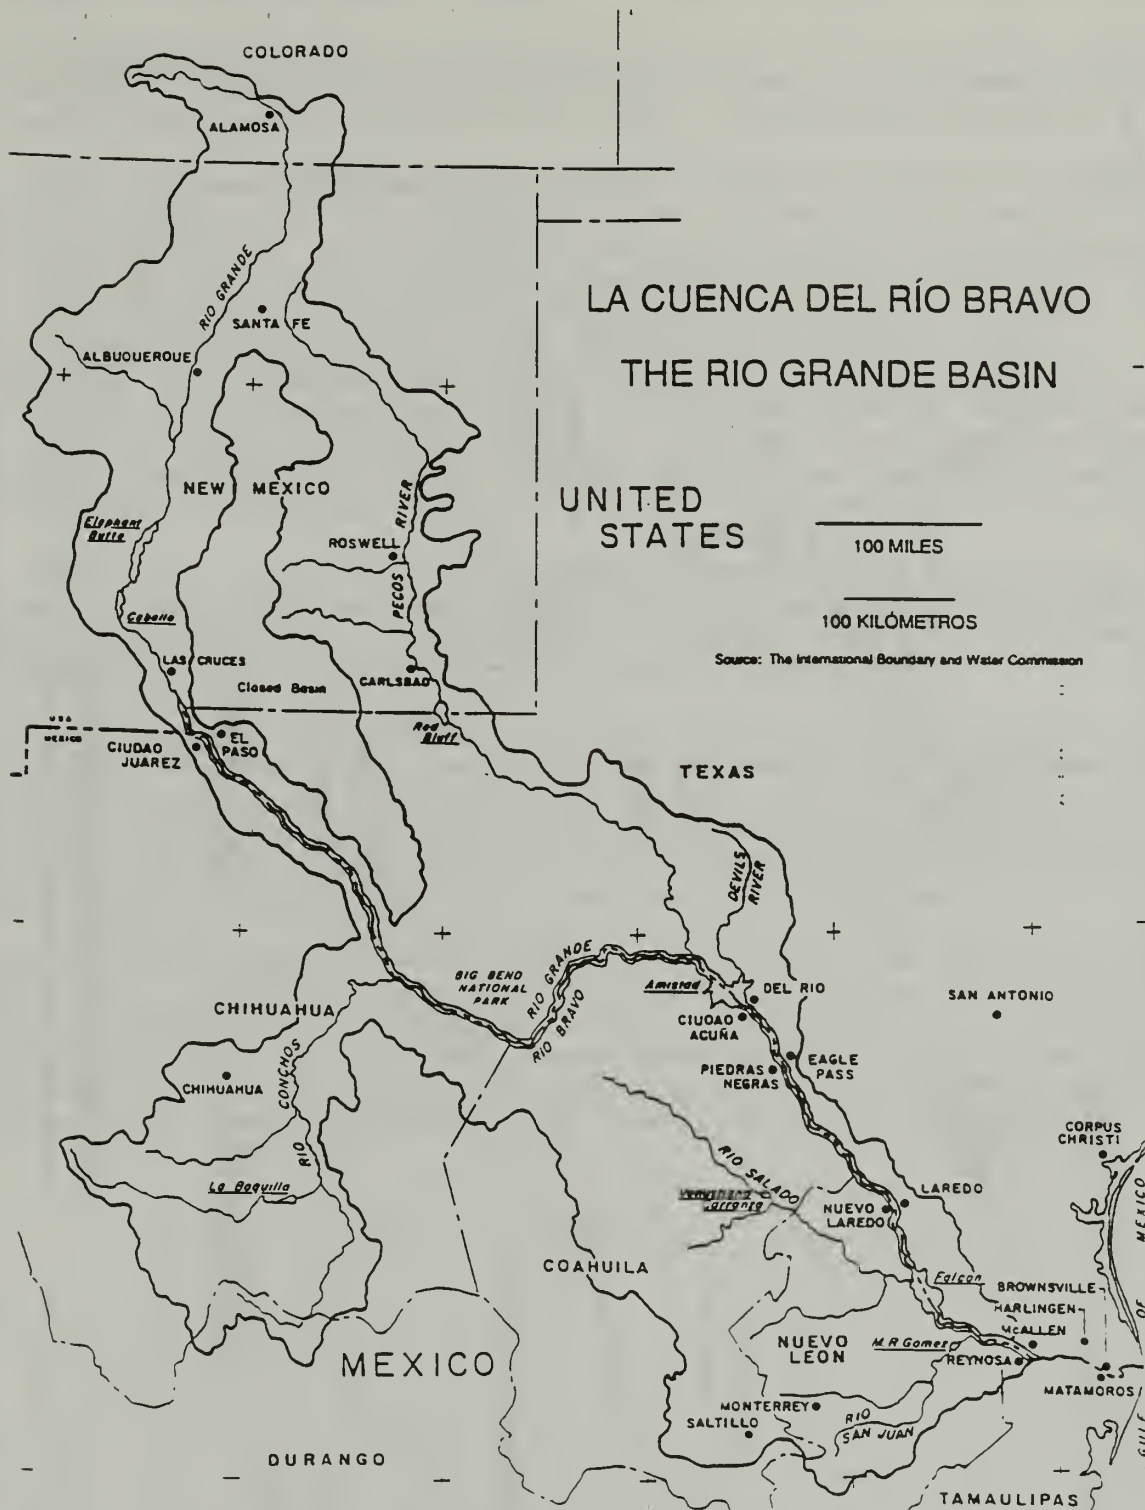 COLORADO
ALAMOSA
RIO GRANDE
SANTA FE
ALBUQUERQUE
LA CUENCA DEL RÍO BRAVO
THE RIO GRANDE BASIN
NEW MEXICO
UNITED
STATES
Elephant
Butte
ROSWELL
PECOS RIVER
100 MILES
Caballo
100 KILÓMETROS
LAS CRUCES
CARLSBAD
Source: The International Boundary and Water Commission
Closed Basin
Red
Bluff
USA
MEXICO
CIUDAD
JUAREZ
EL
PASO
TEXAS
DEVILS
RIVER
BIG BEND
NATIONAL
PARK
RIO GRANDE
RIO BRAVO
Amistad
DEL RIO
SAN ANTONIO
CHIHUAHUA
CIUDAD
ACUÑA
EAGLE
PASS
PIEDRAS
NEGRAS
CHIHUAHUA
RIO CONCHOS
CORPUS
CHRISTI
RIO SALADO
La Boquilla
LAREDO
NUEVO
LAREDO
COAHUILA
Falcon
BROWNSVILLE
HARLINGEN
McALLEN
NUEVO
LEON
M.R. Gomez
REYNOSA
MEXICO
MATAMOROS
MONTERREY
SALTILLO
RIO
SAN JUAN
DURANGO
TAMAULIPAS
GULF OF MEXICO